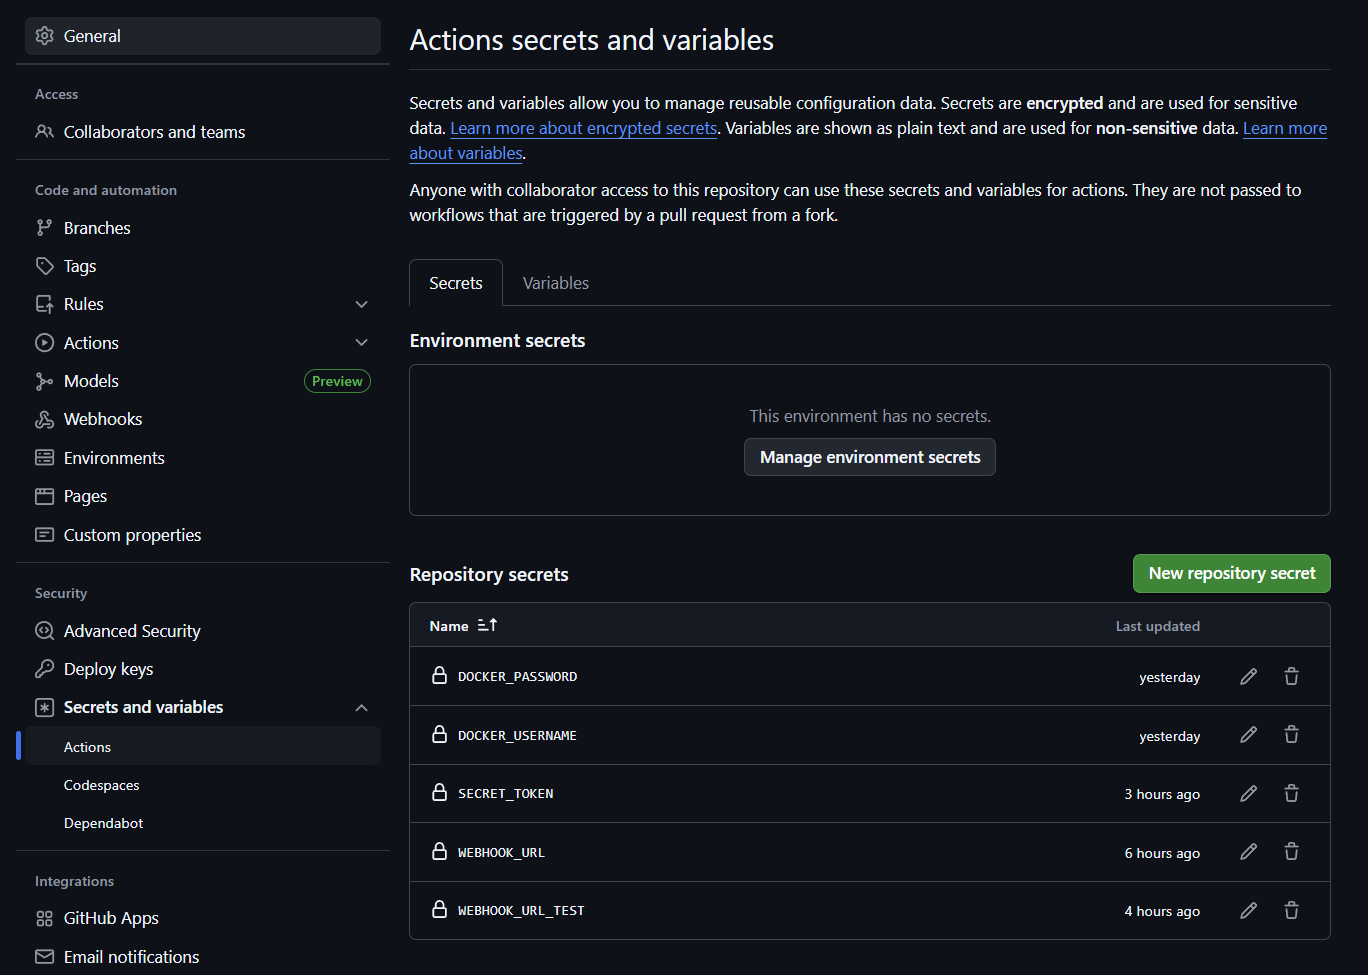 General
Access
Collaborators and teams
Code and automation
Branches
Tags
Rules
Actions
Models
Preview
Webhooks
Environments
Pages
Custom properties
Security
Advanced Security
Deploy keys
Secrets and variables
Actions
Codespaces
Dependabot
Integrations
GitHub Apps
Email notifications
Actions secrets and variables
Secrets and variables allow you to manage reusable configuration data. Secrets are encrypted and are used for sensitive
data. Learn more about encrypted secrets. Variables are shown as plain text and are used for non-sensitive data. Learn more
about variables.
Anyone with collaborator access to this repository can use these secrets and variables for actions. They are not passed to
workflows that are triggered by a pull request from a fork.
Secrets Variables
Environment secrets
This environment has no secrets.
Manage environment secrets
Repository secrets
New repository secret
Name Last updated
DOCKER_PASSWORD yesterday
DOCKER_USERNAME yesterday
SECRET_TOKEN 3 hours ago
WEBHOOK_URL 6 hours ago
WEBHOOK_URL_TEST 4 hours ago